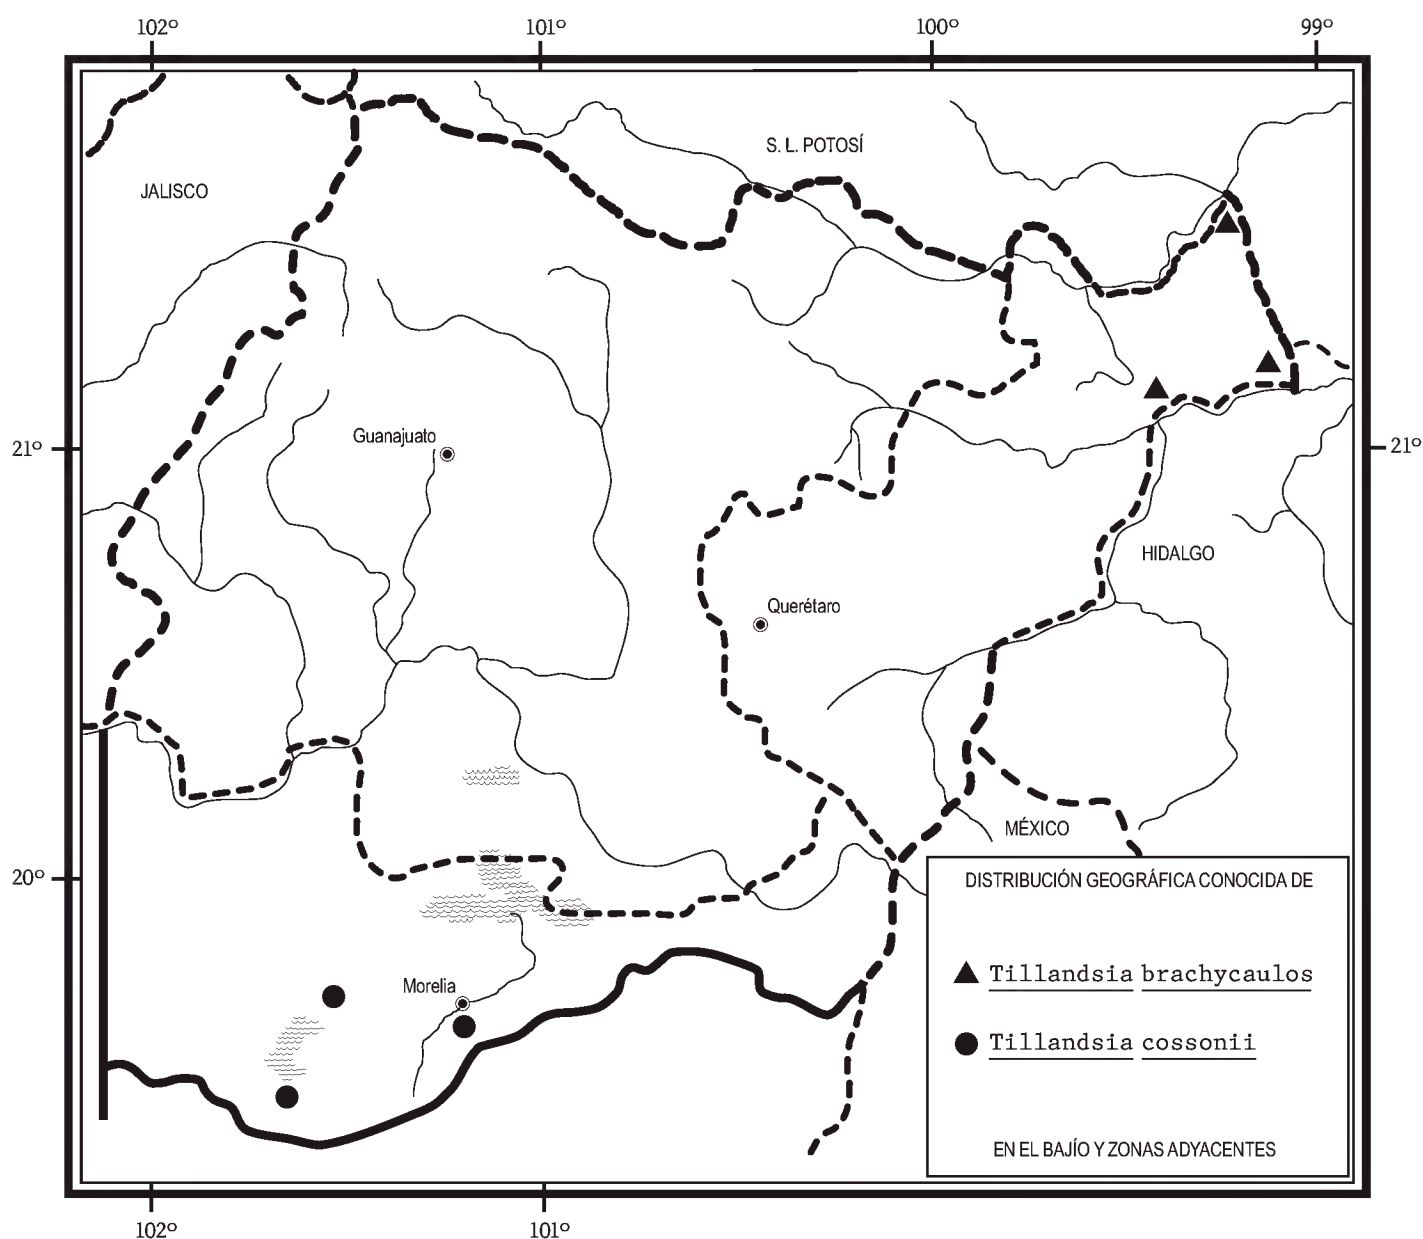 102° 101° 100° 99°
S. L. POTOSÍ
JALISCO
Guanajuato
21° 21°
HIDALGO
Querétaro
MÉXICO
20°
DISTRIBUCIÓN GEOGRÁFICA CONOCIDA DE
Tillandsia brachycaulos
Morelia
Tillandsia cossonii
EN EL BAJÍO Y ZONAS ADYACENTES
102° 101°